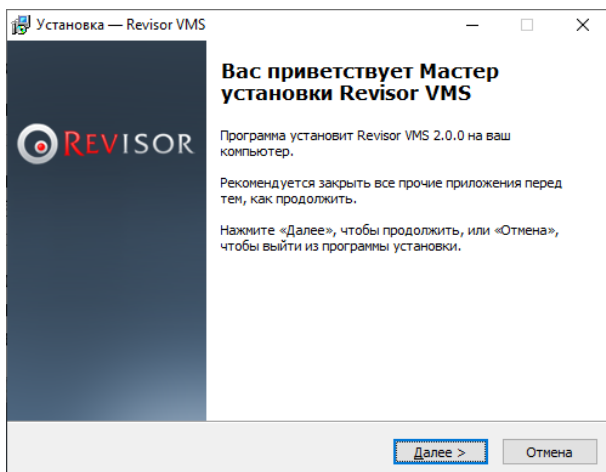 Установка — Revisor VMS
Вас приветствует Мастер
установки Revisor VMS
REVISOR
Программа установит Revisor VMS 2.0.0 на ваш
компьютер.
Рекомендуется закрыть все прочие приложения перед
тем, как продолжить.
Нажмите «Далее», чтобы продолжить, или «Отмена»,
чтобы выйти из программы установки.
Далее >
Отмена